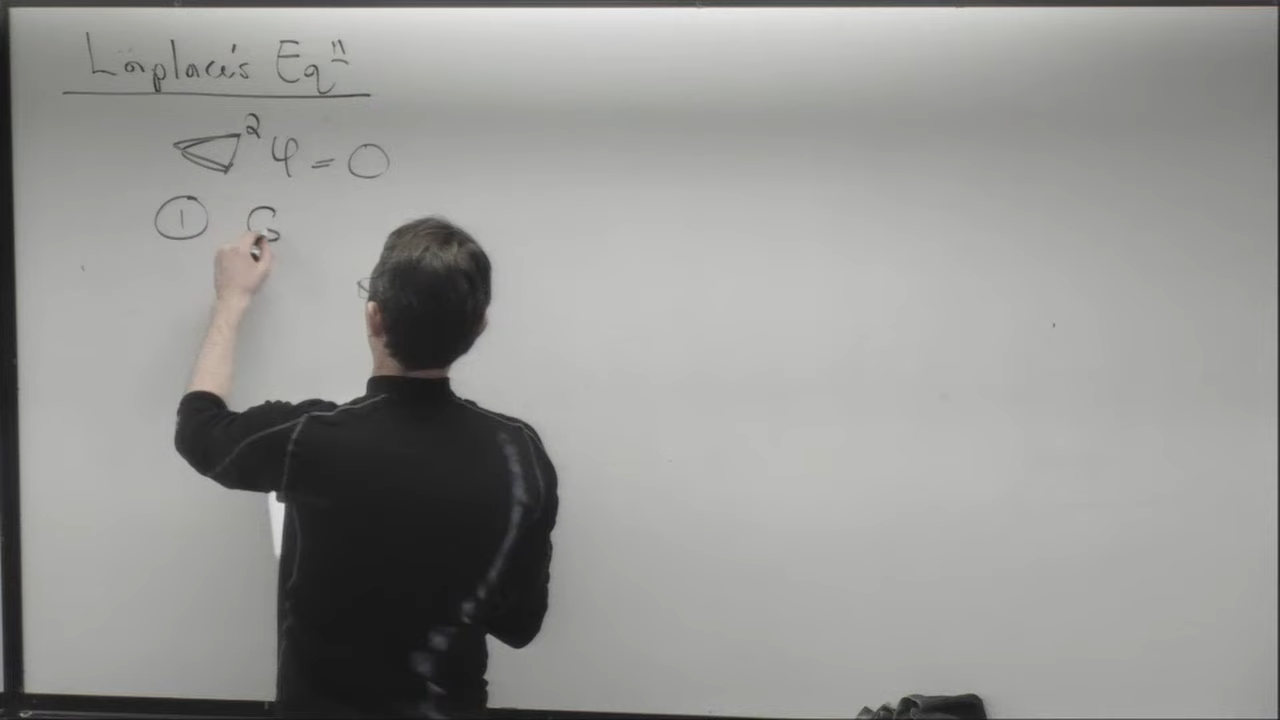 Laplace's Eqⁿ
∇²φ = 0
① G